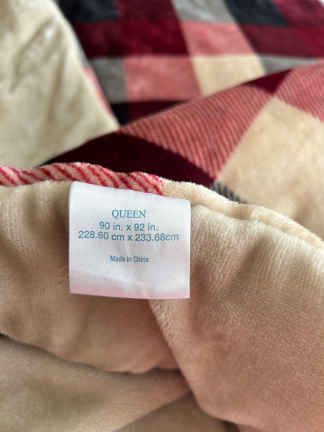 QUEEN
90 in. x 92 in.
228.60 cm x 233.68cm
Made in China